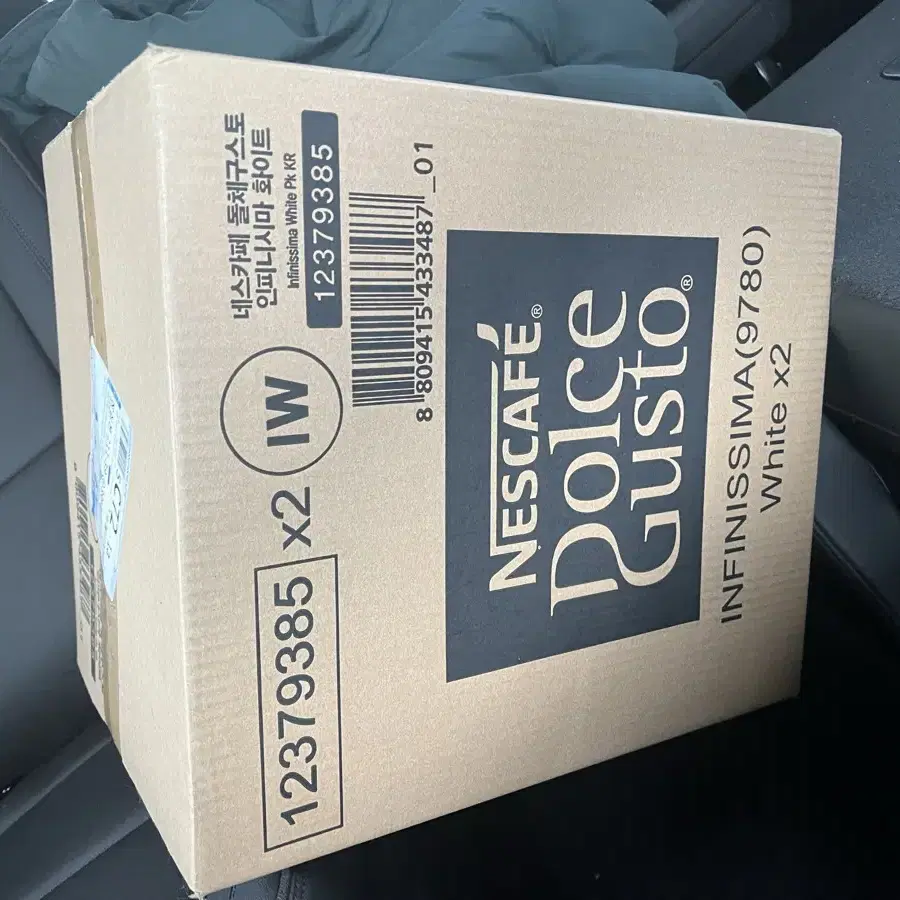 네스카페 돌체구스토
인피니시마 화이트
Infinissima White Pk KR
12379385
8 809415 433487 _01
IW
12379385 x2
NESCAFÉ®
Dolce
Gusto®
INFINISSIMA(9780)
White x2